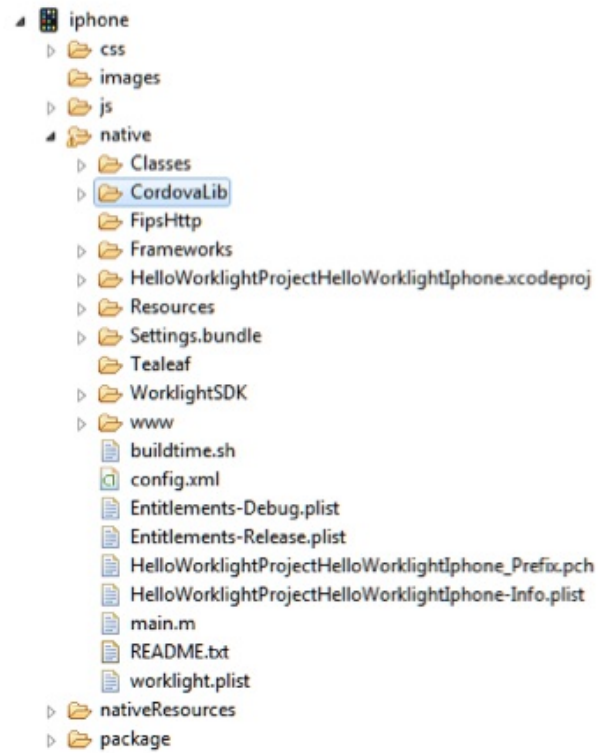 iphone
css
images
js
native
Classes
CordovaLib
FipsHttp
Frameworks
HelloWorklightProjectHelloWorklightIphone.xcodeproj
Resources
Settings.bundle
Tealeaf
WorklightSDK
www
buildtime.sh
config.xml
Entitlements-Debug.plist
Entitlements-Release.plist
HelloWorklightProjectHelloWorklightIphone_Prefix.pch
HelloWorklightProjectHelloWorklightIphone-Info.plist
main.m
README.txt
worklight.plist
nativeResources
package